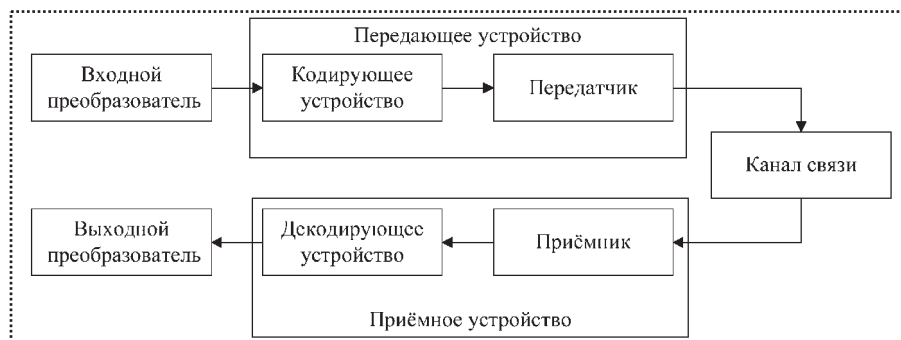 Передающее устройство
Входной
преобразователь
Кодирующее
устройство
Передатчик
Канал связи
Выходной
преобразователь
Декодирующее
устройство
Приёмник
Приёмное устройство